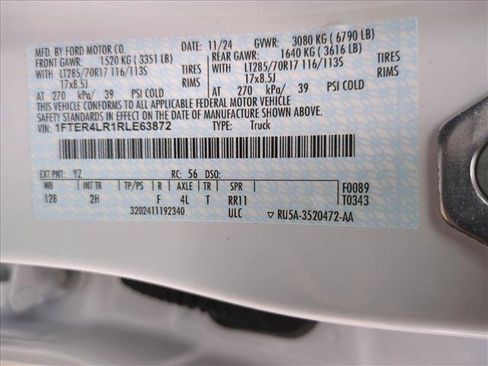 MFD. BY FORD MOTOR CO. DATE: 11/24 GVWR: 3080 KG (6790 LB)
FRONT GAWR: 1520 KG (3351 LB) REAR GAWR: 1640 KG (3616 LB)
WITH LT285/70R17 116/113S TIRES WITH LT285/70R17 116/113S TIRES
17x8.5J RIMS 17x8.5J RIMS
AT 270 kPa/ 39 PSI COLD AT 270 kPa/ 39 PSI COLD
THIS VEHICLE CONFORMS TO ALL APPLICABLE FEDERAL MOTOR VEHICLE
SAFETY STANDARDS IN EFFECT ON THE DATE OF MANUFACTURE SHOWN ABOVE.
VIN: 1FTER4LR1RLE63872 TYPE: Truck
EXT PNT: YZ RC: 56 DSO:
WB INT TR TP/PS R AXLE TR SPR F0089
128 2H F 4L T RR11 T0343
3202411192340 ULC ▽ RU5A-3520472-AA